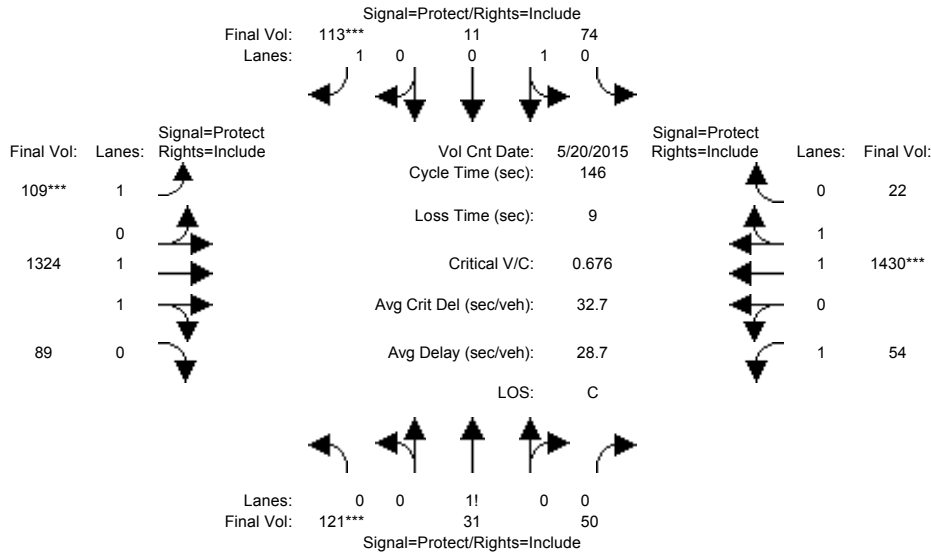 Signal=Protect/Rights=Include
Final Vol: 113*** 11 74
Lanes: 1 0 0 1 0
Signal=Protect Signal=Protect
Final Vol: Lanes: Rights=Include Vol Cnt Date: 5/20/2015 Rights=Include Lanes: Final Vol:
Cycle Time (sec): 146
109*** 1 0 22
Loss Time (sec): 9
0 1
1324 1 Critical V/C: 0.676 1 1430***
1 Avg Crit Del (sec/veh): 32.7 0
89 0 Avg Delay (sec/veh): 28.7 1 54
LOS: C
Lanes: 0 0 1! 0 0
Final Vol: 121*** 31 50
Signal=Protect/Rights=Include